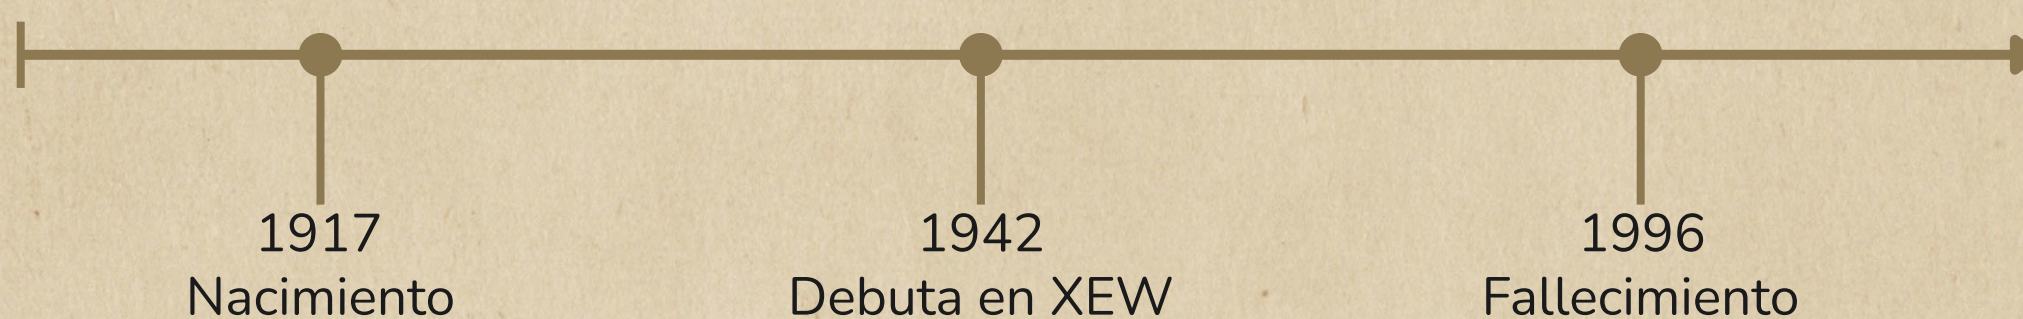 1917
Nacimiento
1942
Debuta en XEW
1996
Fallecimiento